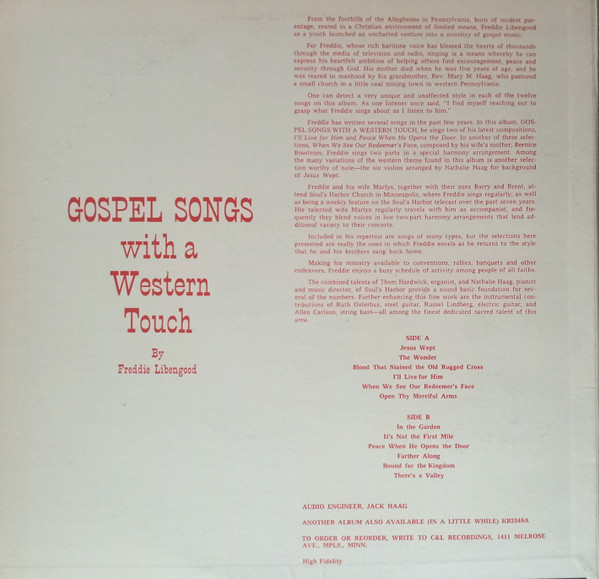 GOSPEL SONGS
with a
Western
Touch
By
Freddie Libengood
From the foothills of the Alleghenes in Pennsylvania, born of modest par-
entage, reared in a Christian environment of limited means, Freddie Libengood
as a youth launched an uncharted venture into a ministry of gospel music.
For Freddie, whose rich baritone voice has blessed the hearts of thousands
through the media of television and radio, singing is a means whereby he can
express his heartfelt ambition of helping others find encouragement, peace and
security through God. His mother died when he was five years of age, and he
was reared to manhood by his grandmother, Rev. Mary M. Haag, who pastored
a small church in a little coal mining town in western Pennsylvania.
One can detect a very unique and unaffected style in each of the twelve
songs on this album. As one listener once said, "I find myself reaching out to
grasp what Freddie sings about as I listen to him."
Freddie has written several songs in the past few years. In this album, GOS-
PEL SONGS WITH A WESTERN TOUCH, he sings two of his latest compositions,
I'll Live for Him and Peace When He Opens the Door. In another of these selec-
tions, When We See Our Redeemer's Face, composed by his wife's mother, Bernice
Brostrom, Freddie sings two parts in a special harmony arrangement. Among
the many variations of the western theme found in this album is another selec-
tion worthy of note—the six violins arranged by Nathalie Haag for background
of Jesus Wept.
Freddie and his wife Marlys, together with their sons Barry and Brent, at-
tend Soul's Harbor Church in Minneapolis, where Freddie sings regularly, as well
as being a weekly feature on the Soul's Harbor telecast over the past seven years.
His talented wife Marlys regularly travels with him as accompanist, and fre-
quently they blend voices in low two-part harmony arrangements that lend ad-
ditional variety to their concerts.
Included in his repertoire are songs of many types, but the selections here
presented are really the ones in which Freddie excels as he returns to the style
that he and his brothers sang back home.
Making his ministry available to conventions, rallies, banquets and other
endeavors, Freddie enjoys a busy schedule of activity among people of all faiths.
The combined talents of Thom Hardwick, organist, and Nathalie Haag, pianist
and music director, of Soul's Harbor provide a sound basic foundation for sev-
eral of the numbers. Further enhancing this fine work are the instrumental con-
tributions of Ruth Osterhus, steel guitar, Russel Lindberg, electric guitar, and
Allen Carlson, string bass—all among the finest dedicated sacred talent of this
area.
SIDE A
Jesus Wept
The Wonder
Blood That Stained the Old Rugged Cross
I'll Live for Him
When We See Our Redeemer's Face
Open Thy Merciful Arms
SIDE B
In the Garden
It's Not the First Mile
Peace When He Opens the Door
Farther Along
Bound for the Kingdom
There's a Valley
AUDIO ENGINEER, JACK HAAG
ANOTHER ALBUM ALSO AVAILABLE (IN A LITTLE WHILE) KB3348A
TO ORDER OR REORDER, WRITE TO C&L RECORDINGS, 1411 MELROSE
AVE., MPLS., MINN.
High Fidelity